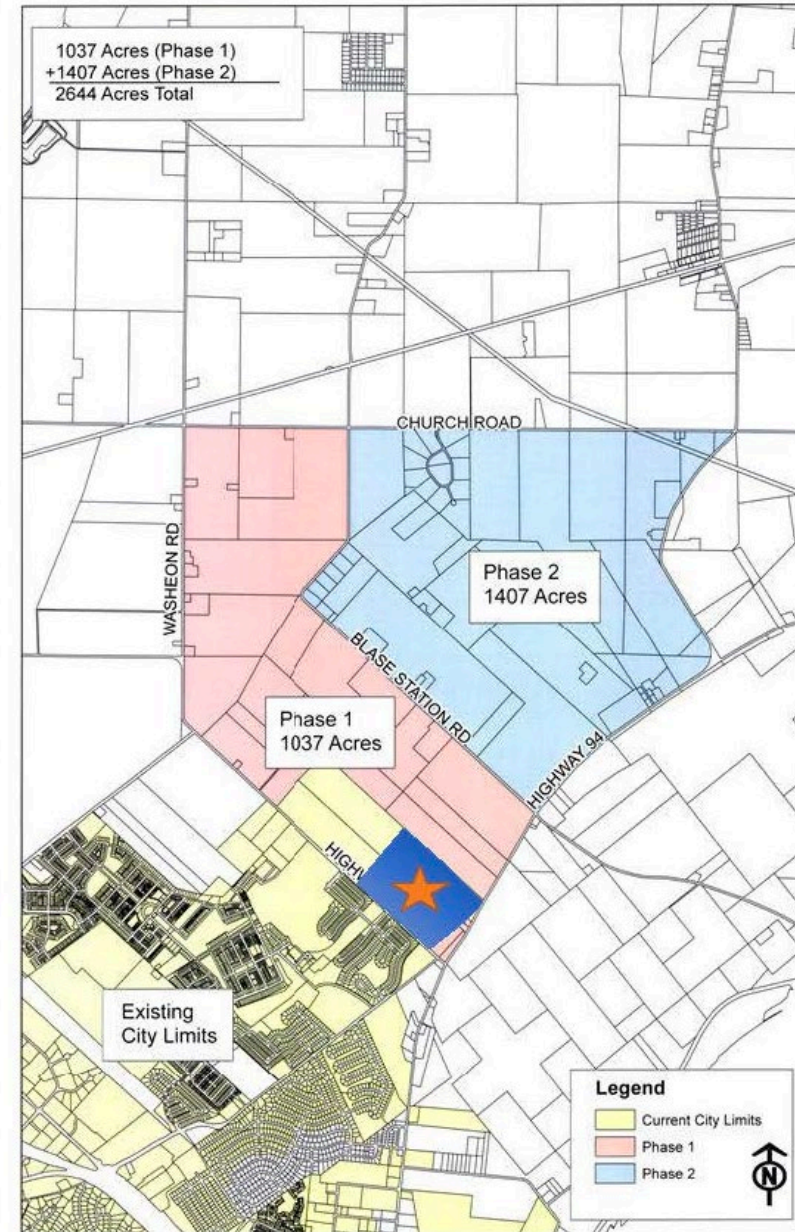 1037 Acres (Phase 1)
+1407 Acres (Phase 2)
2644 Acres Total
CHURCH ROAD
WASHEON RD
Phase 2
1407 Acres
BLASE STATION RD
Phase 1
1037 Acres
HIGHWAY 94
Existing
City Limits
Legend
Current City Limits
Phase 1
Phase 2
N